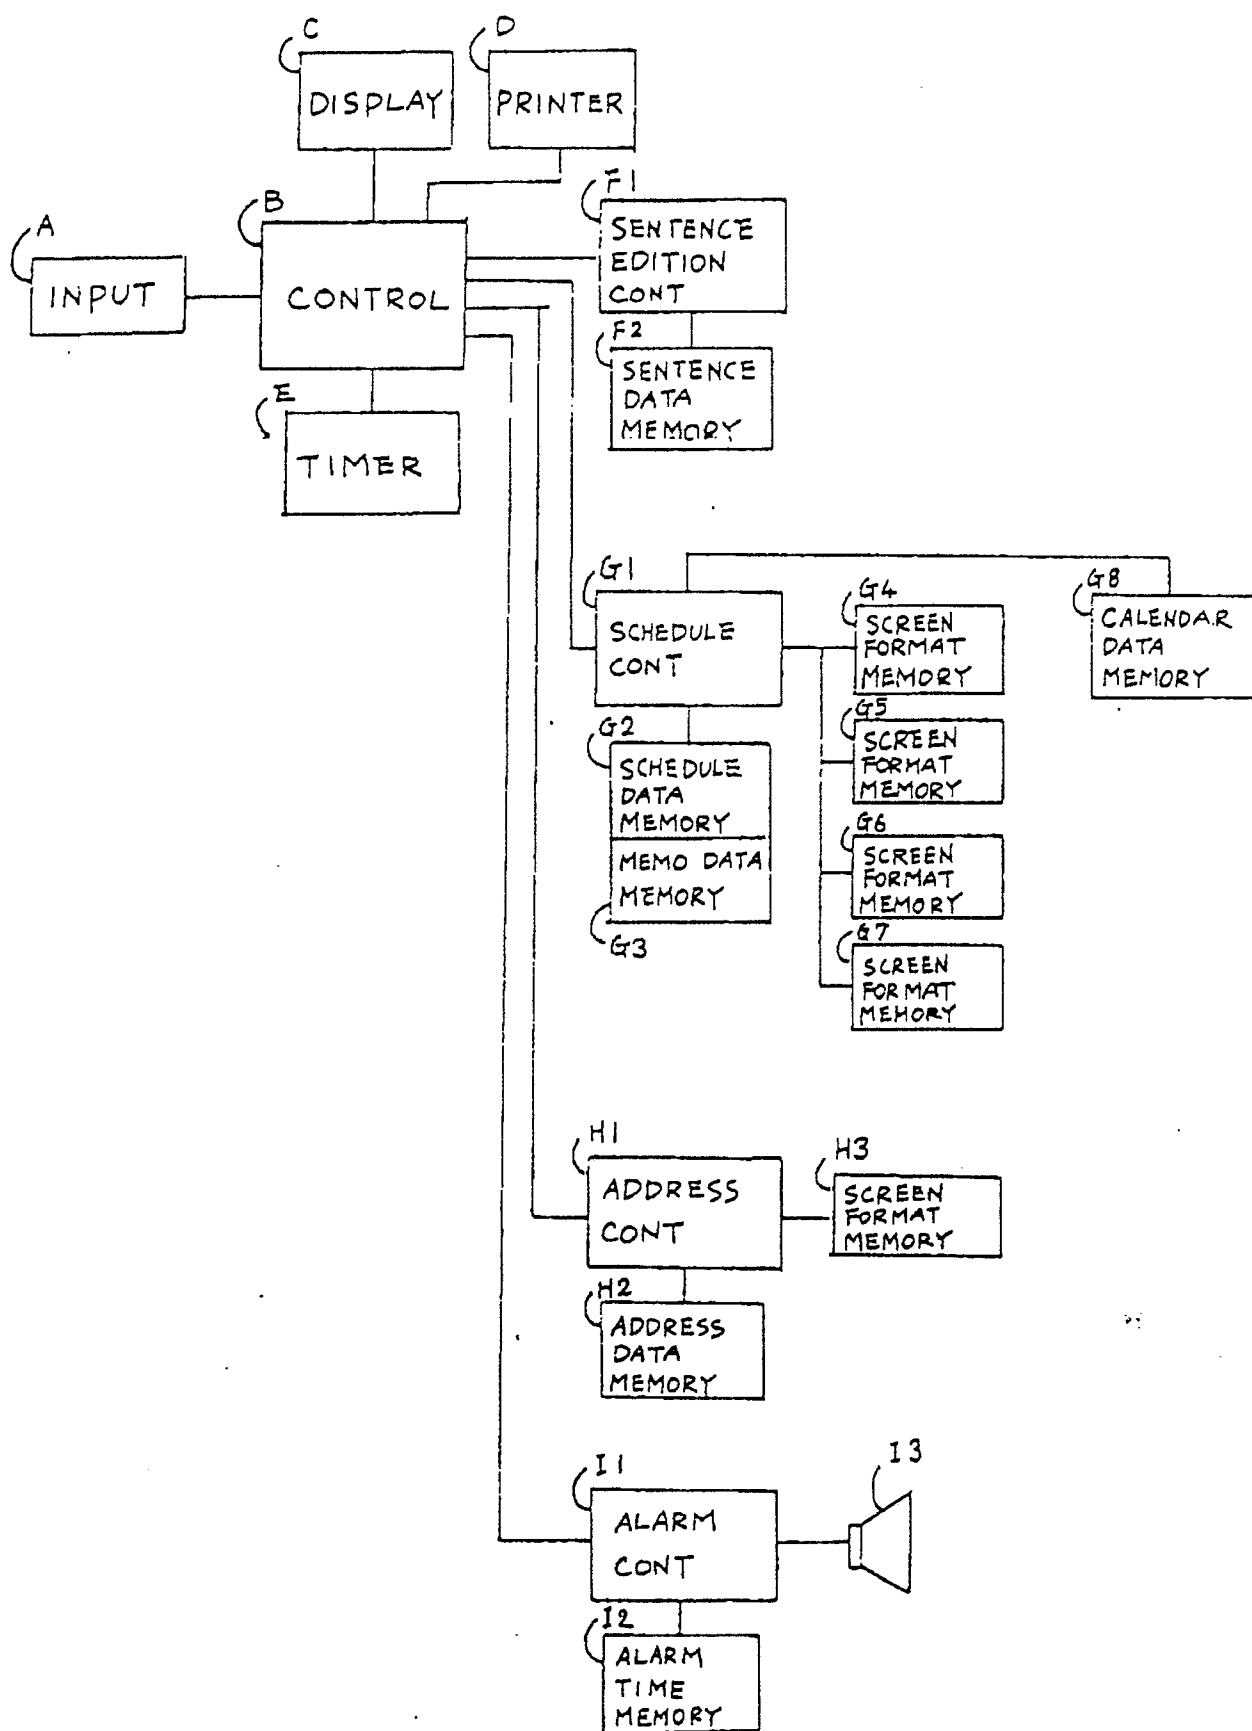 C
DISPLAY
D
PRINTER
A
INPUT
B
CONTROL
E
TIMER
F1
SENTENCE
EDITION
CONT
F2
SENTENCE
DATA
MEMORY
G1
SCHEDULE
CONT
G2
SCHEDULE
DATA
MEMORY
MEMO DATA
MEMORY
G3
G4
SCREEN
FORMAT
MEMORY
G5
SCREEN
FORMAT
MEMORY
G6
SCREEN
FORMAT
MEMORY
G7
SCREEN
FORMAT
MEMORY
G8
CALENDAR
DATA
MEMORY
H1
ADDRESS
CONT
H3
SCREEN
FORMAT
MEMORY
H2
ADDRESS
DATA
MEMORY
I1
ALARM
CONT
I3
I2
ALARM
TIME
MEMORY